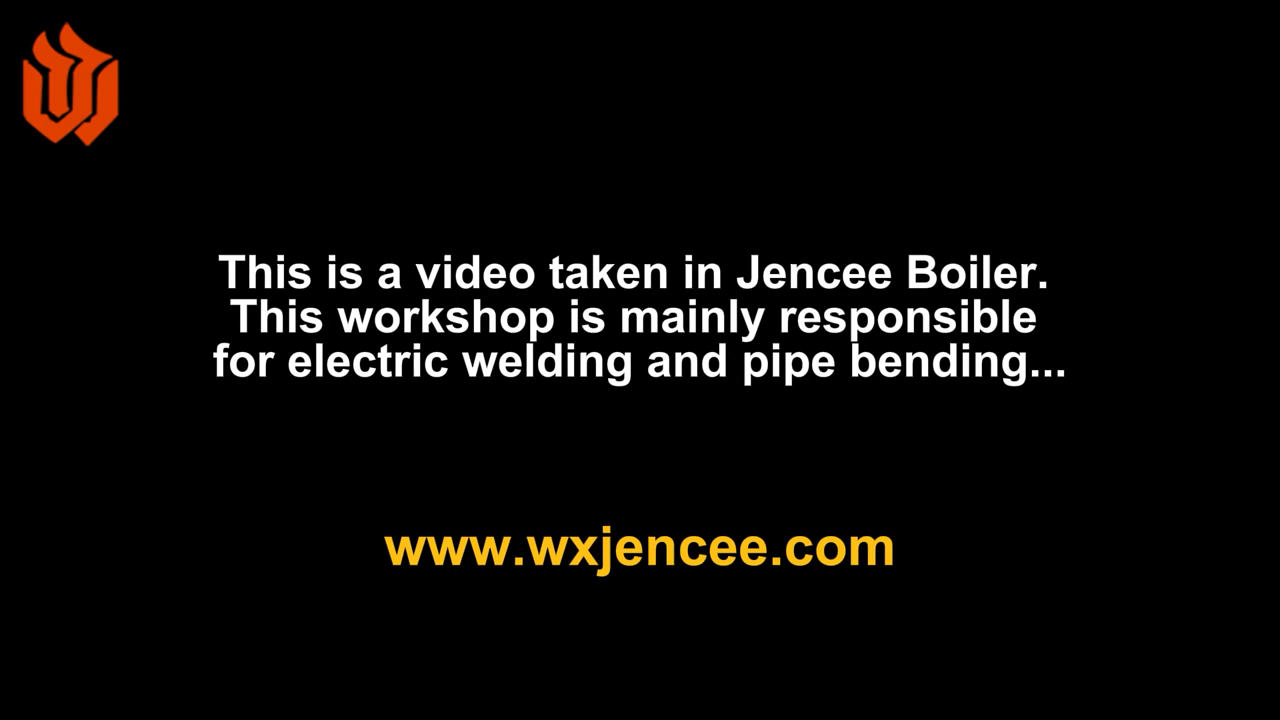 This is a video taken in Jencee Boiler.
This workshop is mainly responsible
for electric welding and pipe bending...
www.wxjencee.com